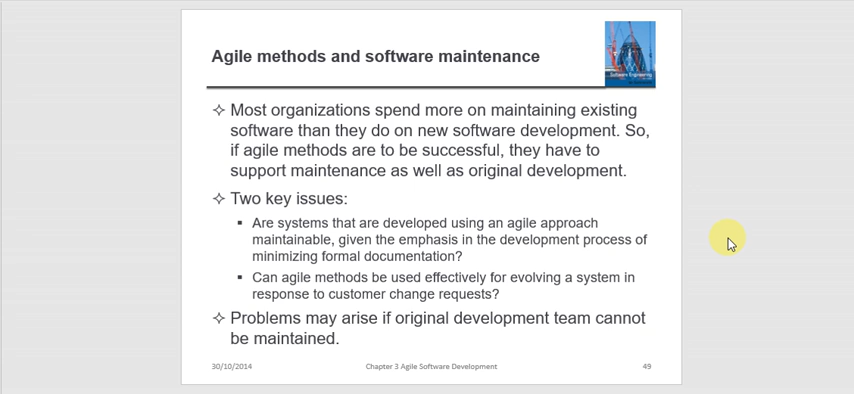 Agile methods and software maintenance
Software Engineering
Most organizations spend more on maintaining existing
software than they do on new software development. So,
if agile methods are to be successful, they have to
support maintenance as well as original development.
Two key issues:
Are systems that are developed using an agile approach
maintainable, given the emphasis in the development process of
minimizing formal documentation?
Can agile methods be used effectively for evolving a system in
response to customer change requests?
Problems may arise if original development team cannot
be maintained.
30/10/2014 Chapter 3 Agile Software Development 49